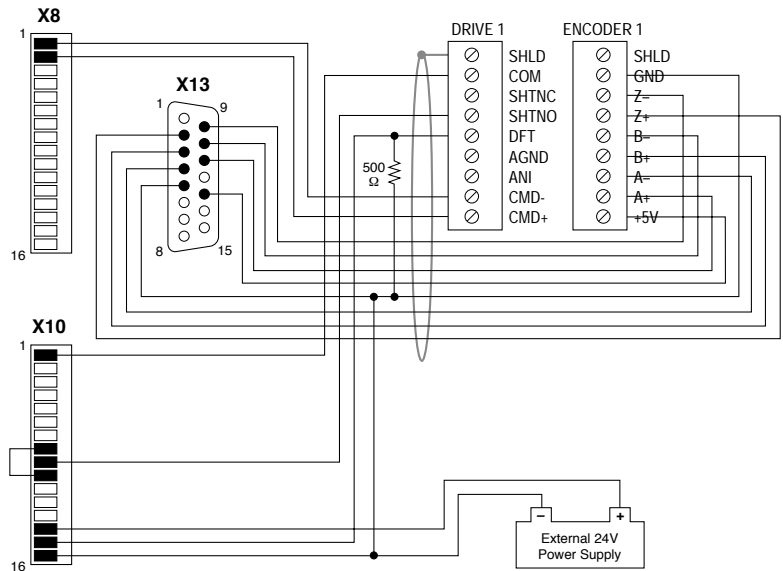 X8
1
16
X13
1
9
8
15
X10
1
16
500
Ω
DRIVE 1
SHLD
COM
SHTNC
SHTNO
DFT
AGND
ANI
CMD-
CMD+
ENCODER 1
SHLD
GND
Z–
Z+
B–
B+
A–
A+
+5V
– +
External 24V
Power Supply